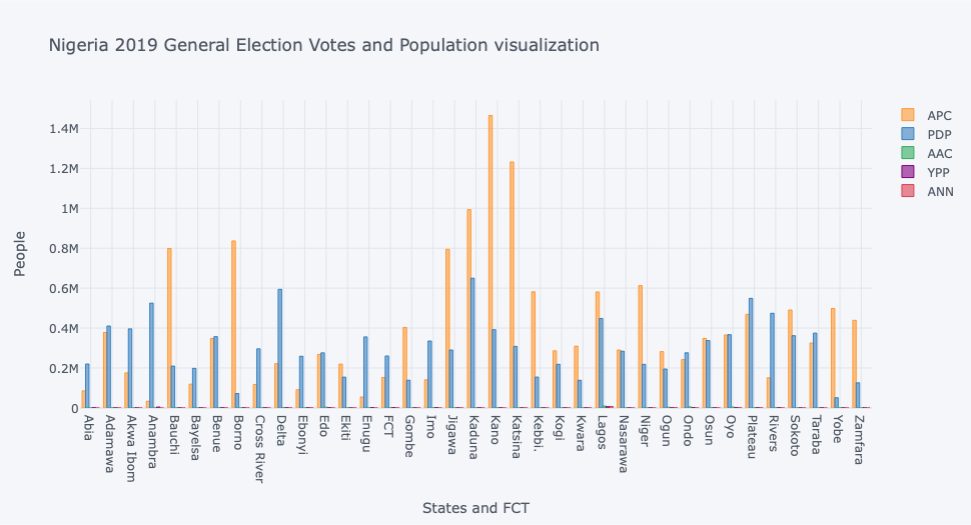 Nigeria 2019 General Election Votes and Population visualization
APC
PDP
AAC
YPP
ANN
People
1.4M
1.2M
1M
0.8M
0.6M
0.4M
0.2M
0
Abia
Adamawa
Akwa Ibom
Anambra
Bauchi
Bayelsa
Benue
Borno
Cross River
Delta
Ebonyi
Edo
Ekiti
Enugu
FCT
Gombe
Imo
Jigawa
Kaduna
Kano
Katsina
Kebbi.
Kogi
Kwara
Lagos
Nasarawa
Niger
Ogun
Ondo
Osun
Oyo
Plateau
Rivers
Sokoto
Taraba
Yobe
Zamfara
States and FCT